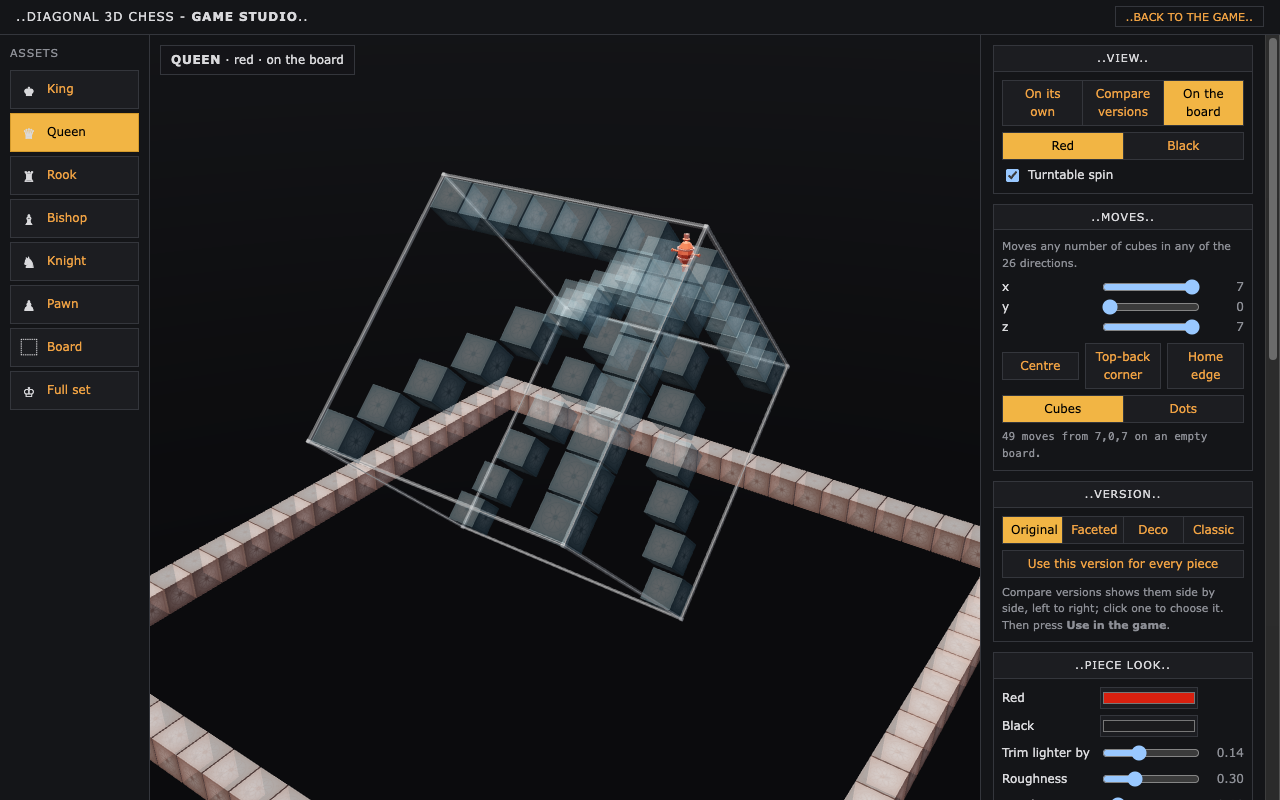 ..DIAGONAL 3D CHESS - GAME STUDIO..
..BACK TO THE GAME..
ASSETS
King
Queen
Rook
Bishop
Knight
Pawn
Board
Full set
QUEEN · red · on the board
..VIEW..
On its own
Compare versions
On the board
Red
Black
Turntable spin
..MOVES..
Moves any number of cubes in any of the
26 directions.
x 7
y 0
z 7
Centre
Top-back corner
Home edge
Cubes
Dots
49 moves from 7,0,7 on an empty
board.
..VERSION..
Original
Faceted
Deco
Classic
Use this version for every piece
Compare versions shows them side by
side, left to right; click one to choose it.
Then press Use in the game.
..PIECE LOOK..
Red
Black
Trim lighter by 0.14
Roughness 0.30